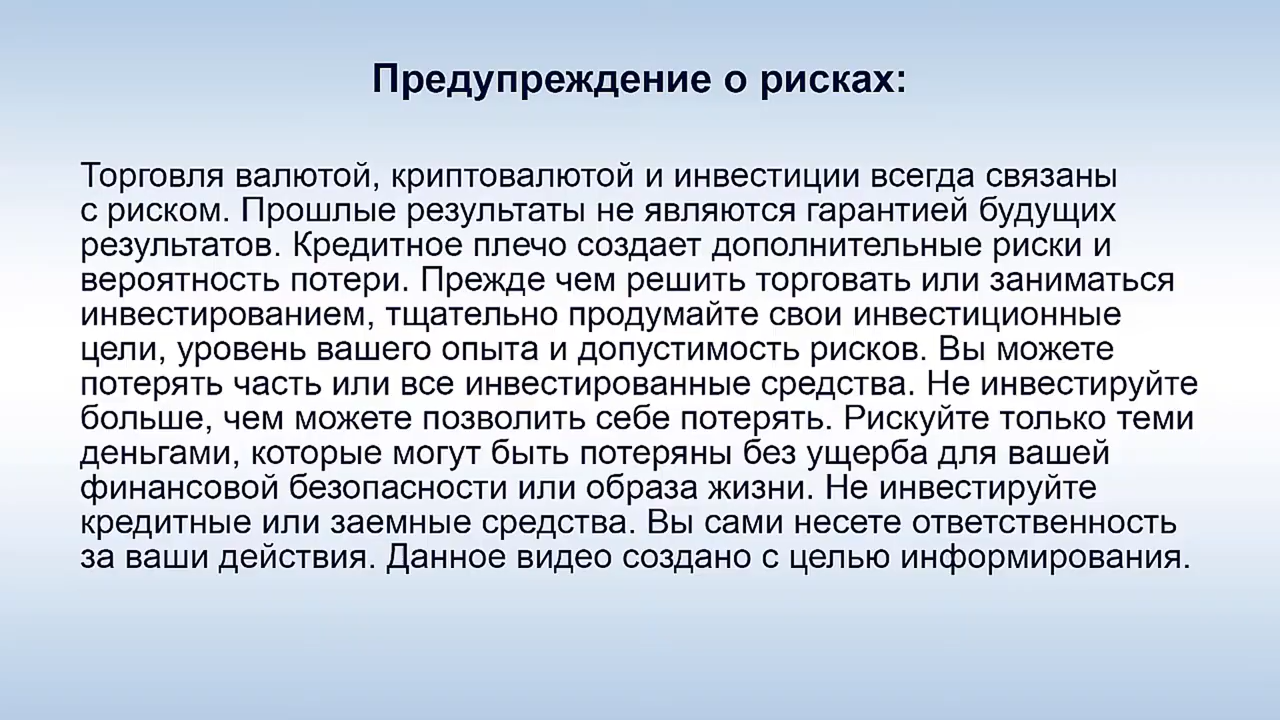 Предупреждение о рисках:
Торговля валютой, криптовалютой и инвестиции всегда связаны
с риском. Прошлые результаты не являются гарантией будущих
результатов. Кредитное плечо создает дополнительные риски и
вероятность потери. Прежде чем решить торговать или заниматься
инвестированием, тщательно продумайте свои инвестиционные
цели, уровень вашего опыта и допустимость рисков. Вы можете
потерять часть или все инвестированные средства. Не инвестируйте
больше, чем можете позволить себе потерять. Рискуйте только теми
деньгами, которые могут быть потеряны без ущерба для вашей
финансовой безопасности или образа жизни. Не инвестируйте
кредитные или заемные средства. Вы сами несете ответственность
за ваши действия. Данное видео создано с целью информирования.